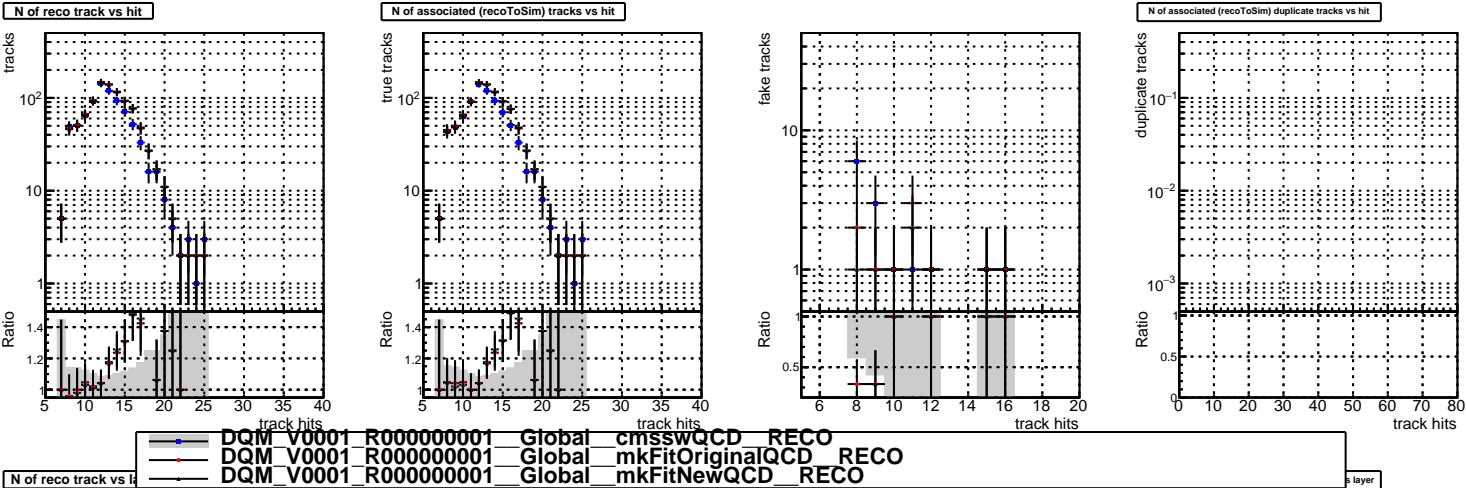 N of reco track vs hit
N of associated (recoToSim) tracks vs hit
N of associated (recoToSim) duplicate tracks vs hit
tracks
10²
10
1
Ratio
1.4
1.2
1
5 10 15 20 25 30 35 40
track hits
true tracks
10²
10
1
Ratio
1.4
1.2
1
5 10 15 20 25 30 35 40
track hits
fake tracks
10
1
Ratio
1
0.5
6 8 10 12 14 16 18 20
track hits
duplicate tracks
10⁻¹
10⁻²
10⁻³
Ratio
1
0.5
0
0 10 20 30 40 50 60 70 80
track hits
DQM_V0001_R000000001__Global__cmsswQCD__RECO
DQM_V0001_R000000001__Global__mkFitOriginalQCD__RECO
DQM_V0001_R000000001__Global__mkFitNewQCD__RECO
N of reco track vs
layer